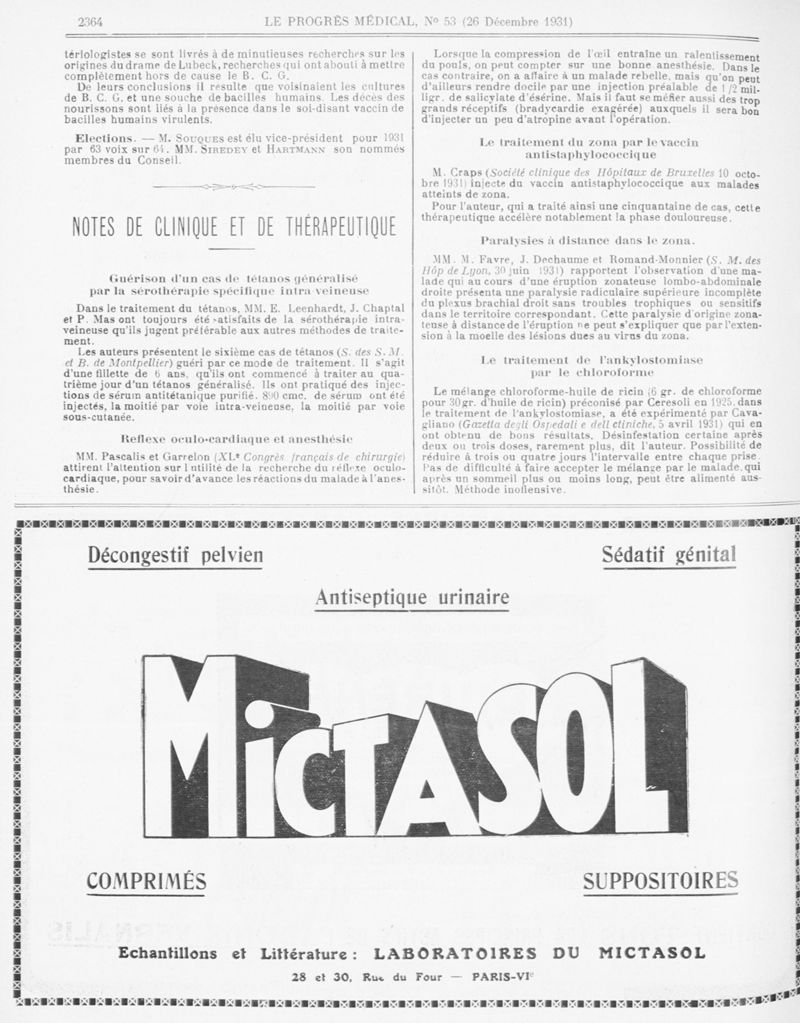 2364
LE PROGRÈS MÉDICAL, No 53 (26 Décembre 1931)
tériologistes se sont livrés à de minutieuses recherches sur les
origines du drame de Lubeck, recherches qui ont abouti à mettre
complètement hors de cause le B. C. G.
De leurs conclusions il resulte que voisinaient les cultures
de B. C. G. et une souche de bacilles humains. Les décès des
nourissons sont liés à la présence dans le soi-disant vaccin de
bacilles humains virulents.
Elections. — M. SOUQUES est élu vice-président pour 1931
par 63 voix sur 64. MM. SIREDEY et HARTMANN son nommés
membres du Conseil.
NOTES DE CLINIQUE ET DE THÉRAPEUTIQUE
Guérison d'un cas de tétanos généralisé
par la sérothérapie spécifique intra veineuse
Dans le traitement du tétanos, MM. E. Leenhardt, J. Chaptal
et P. Mas ont toujours été satisfaits de la sérothérapie intra-
veineuse qu'ils jugent préférable aux autres méthodes de traite-
ment.
Les auteurs présentent le sixième cas de tétanos (S. des S. M.
et B. de Montpellier) guéri par ce mode de traitement. Il s'agit
d'une fillette de 6 ans, qu'ils ont commencé à traiter au qua-
trième jour d'un tétanos généralisé. Ils ont pratiqué des injec-
tions de sérum antitétanique purifié. 890 cmc. de sérum ont été
injectés, la moitié par voie intra-veineuse, la moitié par voie
sous-cutanée.
Reflexe oculo-cardiaque et anesthésie
MM. Pascalis et Garrelon (XLe Congrès français de chirurgie)
attirent l'attention sur l utilité de la recherche du réflexe oculo-
cardiaque, pour savoir d'avance les réactions du malade à l'anes-
thésie.
Lorsque la compression de l'œil entraîne un ralentissement
du pouls, on peut compter sur une bonne anesthésie. Dans le
cas contraire, on a affaire à un malade rebelle, mais qu'on peut
d'ailleurs rendre docile par une injection préalable de 1/2 mil-
ligr. de salicylate d'ésérine. Mais il faut se méfier aussi des trop
grands réceptifs (bradycardie exagérée) auxquels il sera bon
d'injecter un peu d'atropine avant l'opération.
Le traitement du zona par le vaccin
antistaphylococcique
M. Craps (Société clinique des Hôpitaux de Bruxelles 10 octo-
bre 1931) injecte du vaccin antistaphylococcique aux malades
atteints de zona.
Pour l'auteur, qui a traité ainsi une cinquantaine de cas, cette
thérapeutique accélère notablement la phase douloureuse.
Paralysies à distance dans le zona.
MM. M. Favre, J. Dechaume et Romand-Monnier (S. M. des
Hôp de Lyon, 30 juin 1931) rapportent l'observation d'une ma-
lade qui au cours d'une éruption zonateuse lombo-abdominale
droite présenta une paralysie radiculaire supérieure incomplète
du plexus brachial droit sans troubles trophiques ou sensitifs
dans le territoire correspondant. Cette paralysie d'origine zona-
teuse à distance de l'éruption ne peut s'expliquer que par l'exten-
sion à la moelle des lésions dues au virus du zona.
Le traitement de l'ankylostomiase
par le chloroforme
Le mélange chloroforme-huile de ricin (6 gr. de chloroforme
pour 30 gr. d'huile de ricin) préconisé par Ceresoli en 1925, dans
le traitement de l'ankylostomiase, a été expérimenté par Cava-
gliano (Gazetta degli Ospedali e dell cliniche, 5 avril 1931) qui en
ont obtenu de bons résultats. Désinfestation certaine après
deux ou trois doses, rarement plus, dit l'auteur. Possibilité de
réduire à trois ou quatre jours l'intervalle entre chaque prise.
Pas de difficulté à faire accepter le mélange par le malade, qui
après un sommeil plus ou moins long, peut être alimenté aus-
sitôt. Méthode inoffensive.
Décongestif pelvien
Sédatif génital
Antiseptique urinaire
MICTASOL
COMPRIMÉS
SUPPOSITOIRES
Echantillons et Littérature : LABORATOIRES DU MICTASOL
28 et 30, Rue du Four — PARIS-VIe